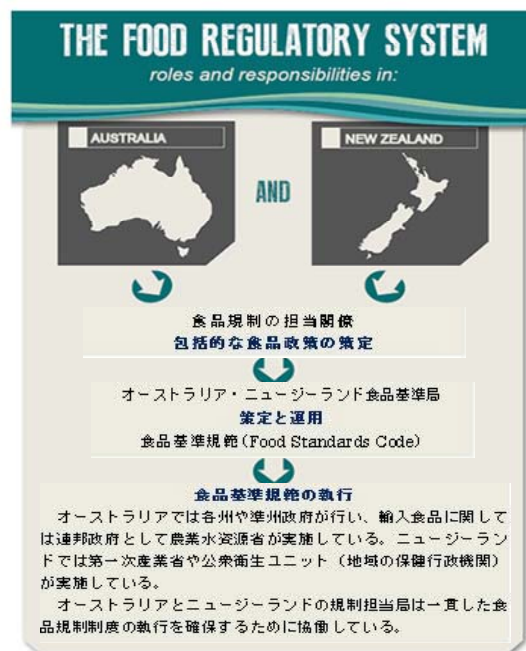 THE FOOD REGULATORY SYSTEM
roles and responsibilities in:
AUSTRALIA
NEW ZEALAND
AND
食品規制の担当閣僚
包括的な食品政策の策定
オーストラリア・ニュージーランド食品基準局
策定と運用
食品基準規範(Food Standards Code)
食品基準規範の執行
オーストラリアでは各州や準州政府が行い、輸入食品に関して
は連邦政府として農業水資源省が実施している。ニュージーラン
ドでは第一次産業省や公衆衛生ユニット（地域の保健行政機関）
が実施している。
オーストラリアとニュージーランドの規制担当局は一貫した食
品規制制度の執行を確保するために協働している。